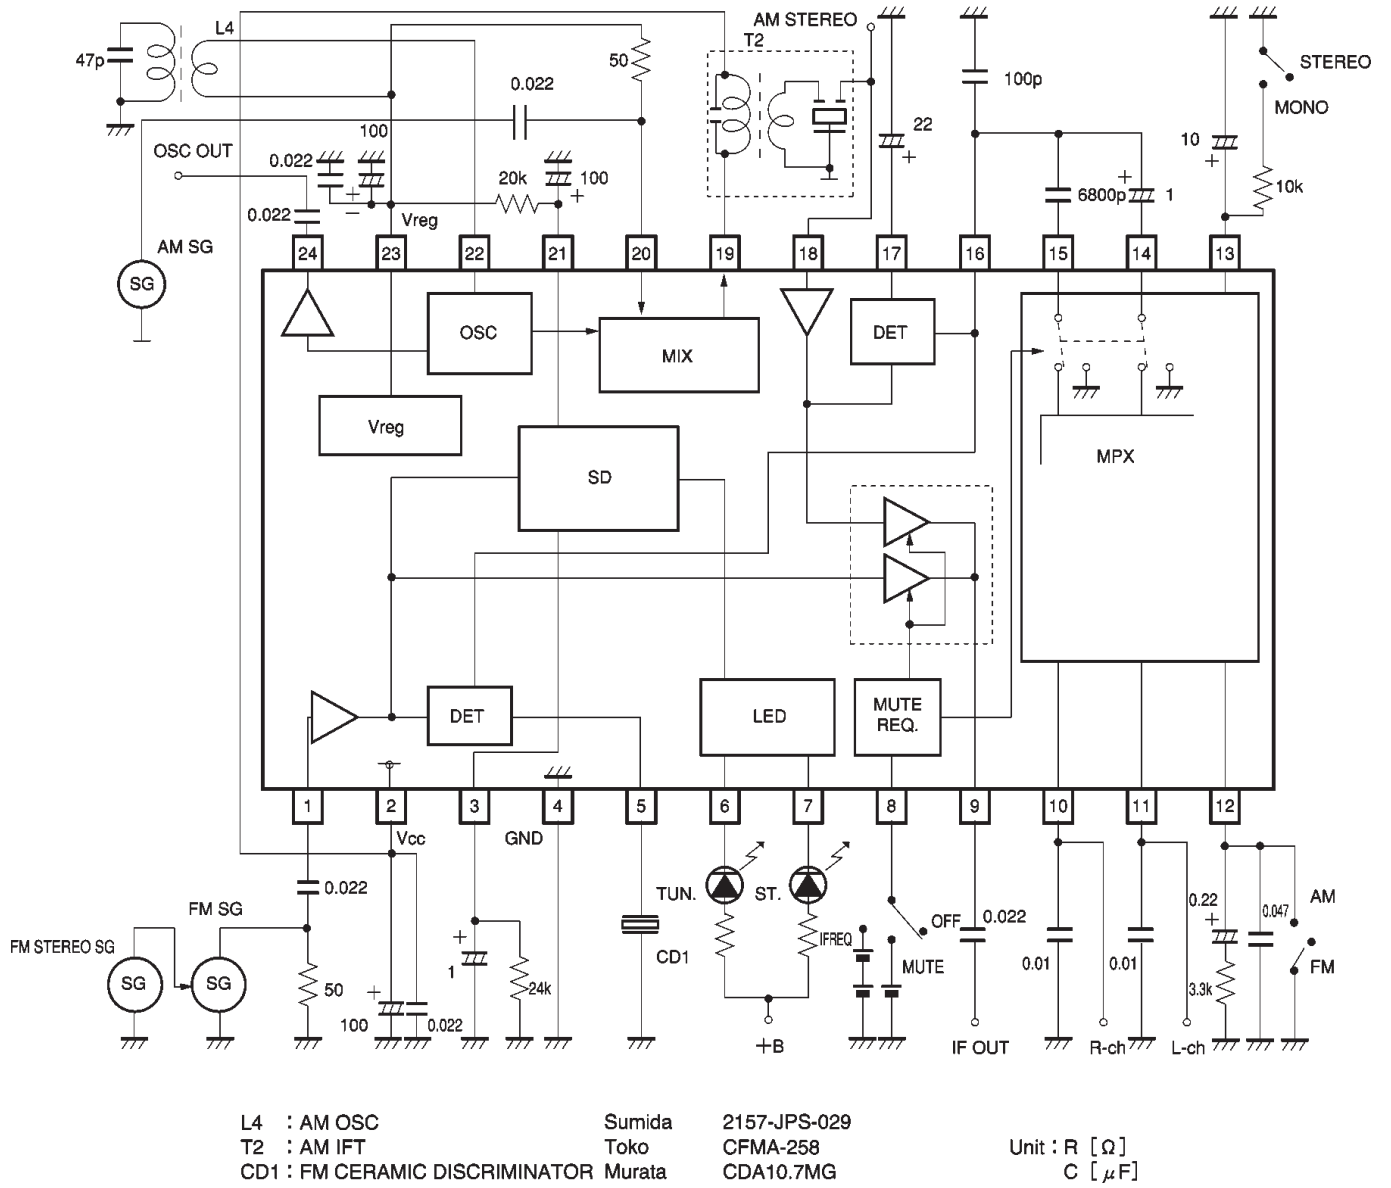 L4
AM STEREO
T2
47p
50
0.022
100p
STEREO
MONO
100
22
10
OSC OUT
0.022
20k
100
6800p
1
10k
0.022
Vreg
AM SG
SG
24 23 22 21 20 19 18 17 16 15 14 13
OSC
MIX
DET
Vreg
SD
MPX
DET
LED
MUTE
REQ.
1 2 3 4 5 6 7 8 9 10 11 12
Vcc
GND
0.022
TUN.
ST.
OFF
0.022
0.22
0.047
AM
FM SG
FM STEREO SG
SG
SG
50
100
0.022
1
24k
CD1
IFREQ
MUTE
0.01
0.01
3.3k
FM
+B
IF OUT
R-ch
L-ch
L4 : AM OSC Sumida 2157-JPS-029
T2 : AM IFT Toko CFMA-258 Unit : R [Ω]
CD1 : FM CERAMIC DISCRIMINATOR Murata CDA10.7MG C [μF]